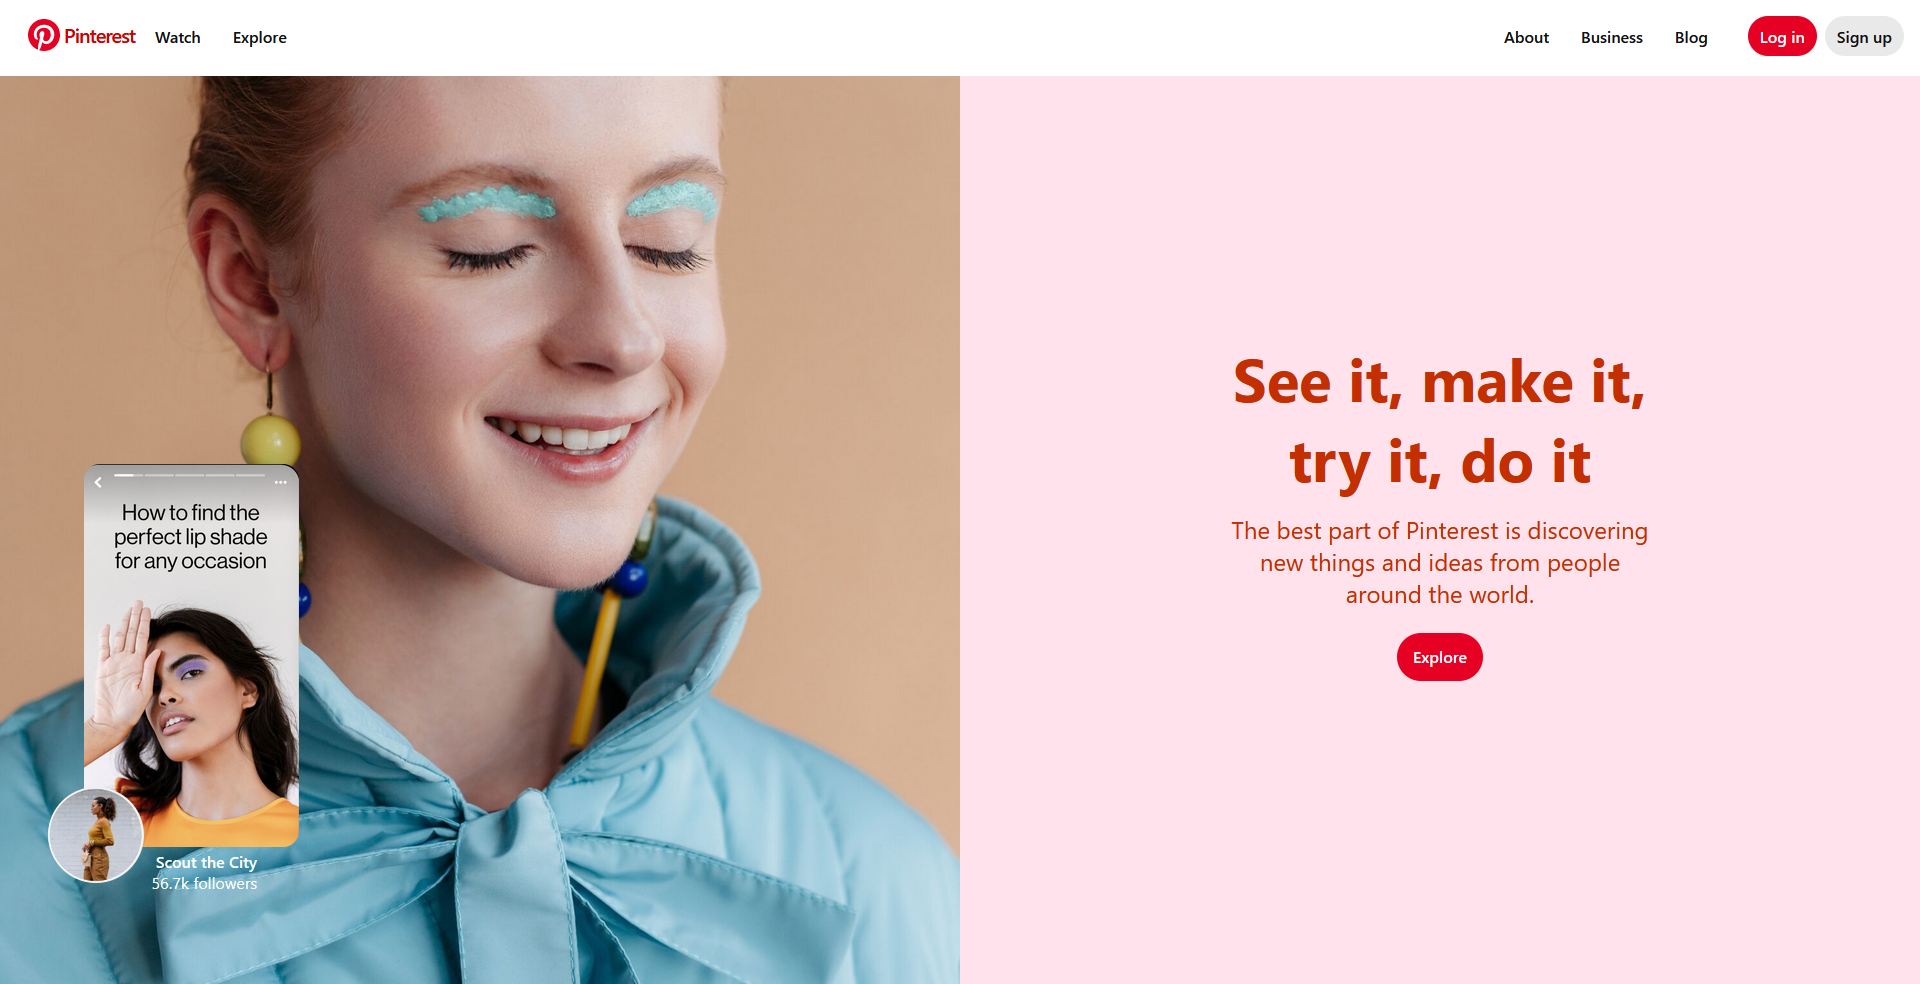 Pinterest
Watch
Explore
About
Business
Blog
Log in
Sign up
How to find the
perfect lip shade
for any occasion
Scout the City
56.7k followers
See it, make it,
try it, do it
The best part of Pinterest is discovering
new things and ideas from people
around the world.
Explore